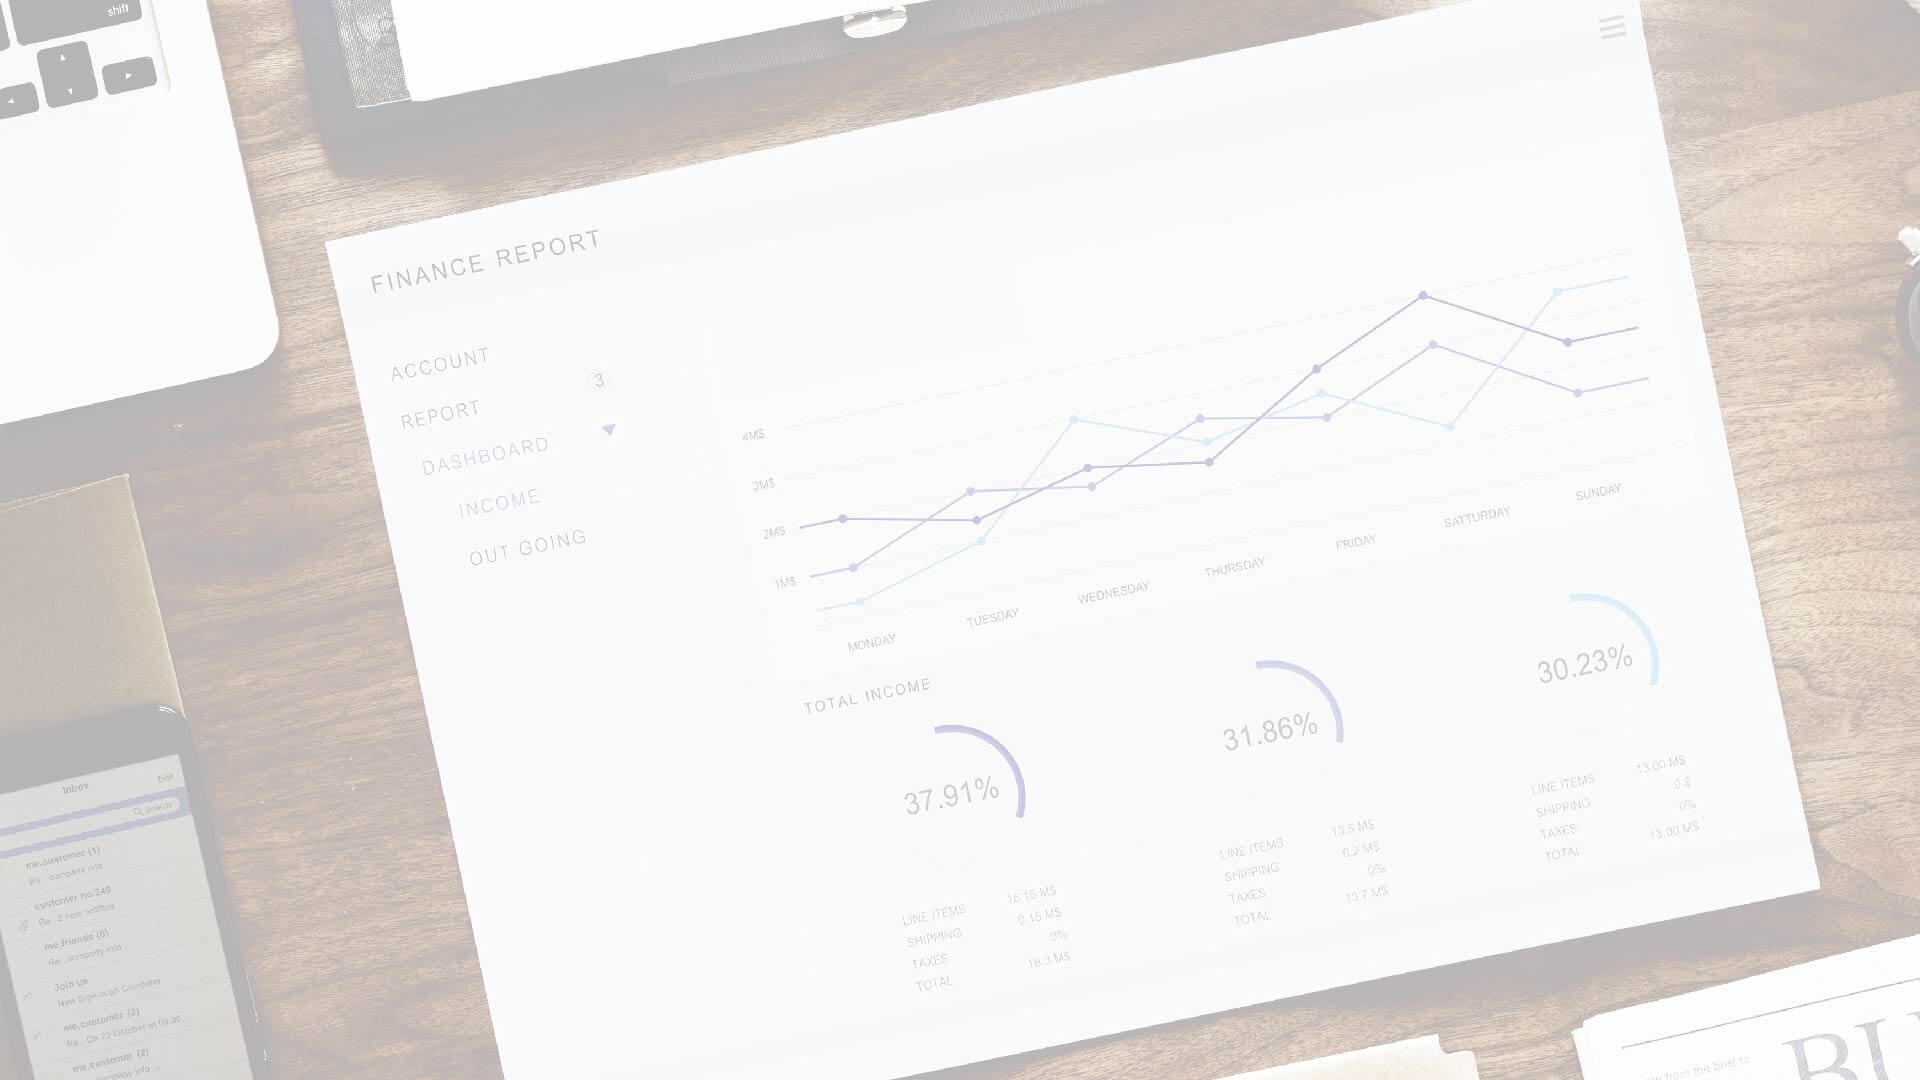 shift
FINANCE REPORT
ACCOUNT
REPORT 3
DASHBOARD
INCOME
OUT GOING
4M$
3M$
2M$
1M$
MONDAY
TUESDAY
WEDNESDAY
THURSDAY
FRIDAY
SATTURDAY
SUNDAY
TOTAL INCOME
37.91%
LINE ITEMS 16.15 M$
SHIPPING 0.15 M$
TAXES 0%
TOTAL 16.3 M$
31.86%
LINE ITEMS 13.5 M$
SHIPPING 0.2 M$
TAXES 0%
TOTAL 13.7 M$
30.23%
LINE ITEMS 13.00 M$
SHIPPING 0 $
TAXES 0%
TOTAL 13.00 M$
Inbox Edit
Search
me,customer (1)
Re : company info ...
customer no.249
Re : 2 new notifica ...
me,friends (6)
Re : company info ...
Join us
New Sign-in on Computer ...
me,customer (2)
Re : On 23 October at 09:00 ...
me,customer (2)
company info ...
from the best to
BU